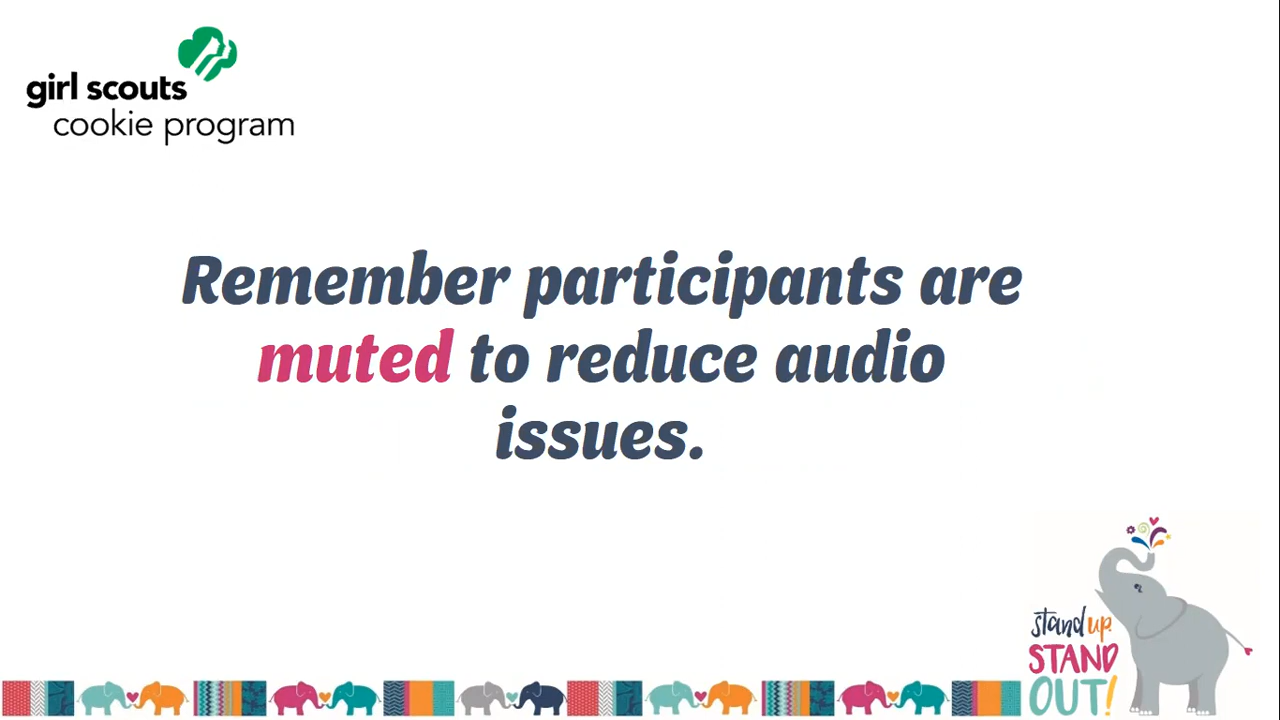 girl scouts
cookie program
Remember participants are
muted to reduce audio
issues.
stand up.
STAND
OUT!